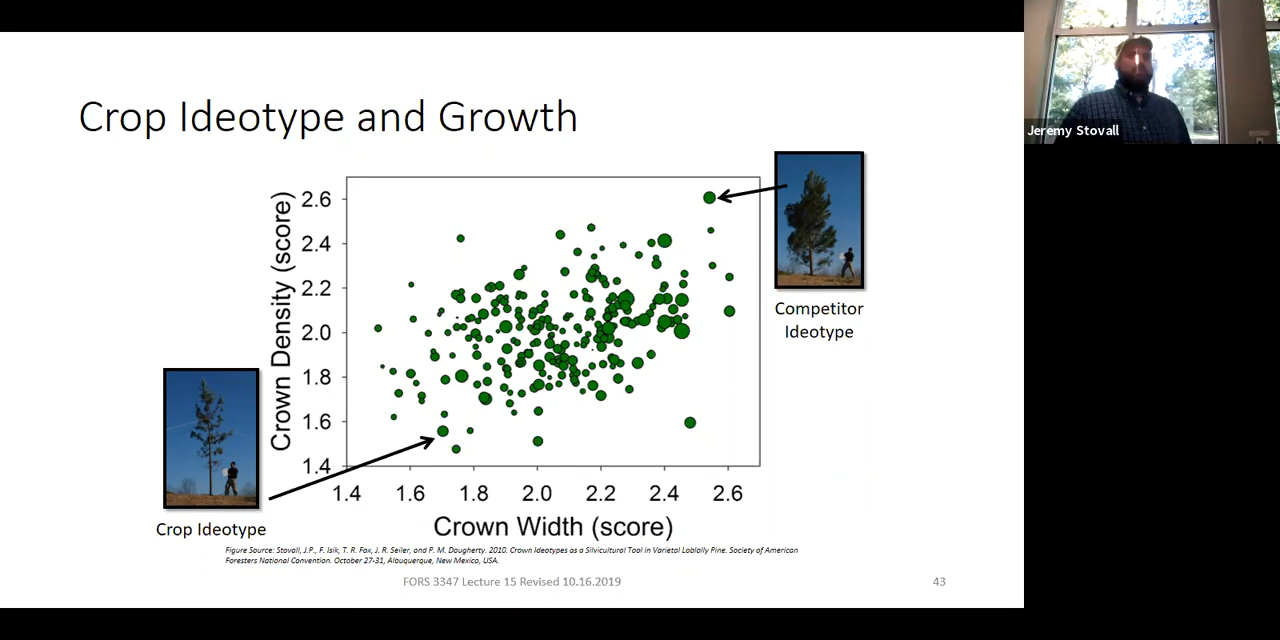 Crop Ideotype and Growth
Jeremy Stovall
Crown Density (score)
2.6
2.4
2.2
2.0
1.8
1.6
1.4
1.4 1.6 1.8 2.0 2.2 2.4 2.6
Crown Width (score)
Competitor
Ideotype
Crop Ideotype
Figure Source: Stovall, J.P., F. Isik, T. R. Fox, J. R. Seiler, and P. M. Dougherty. 2010. Crown Ideotypes as a Silvicultural Tool in Varietal Loblolly Pine. Society of American
Foresters National Convention. October 27-31, Albuquerque, New Mexico, USA.
FORS 3347 Lecture 15 Revised 10.16.2019
43